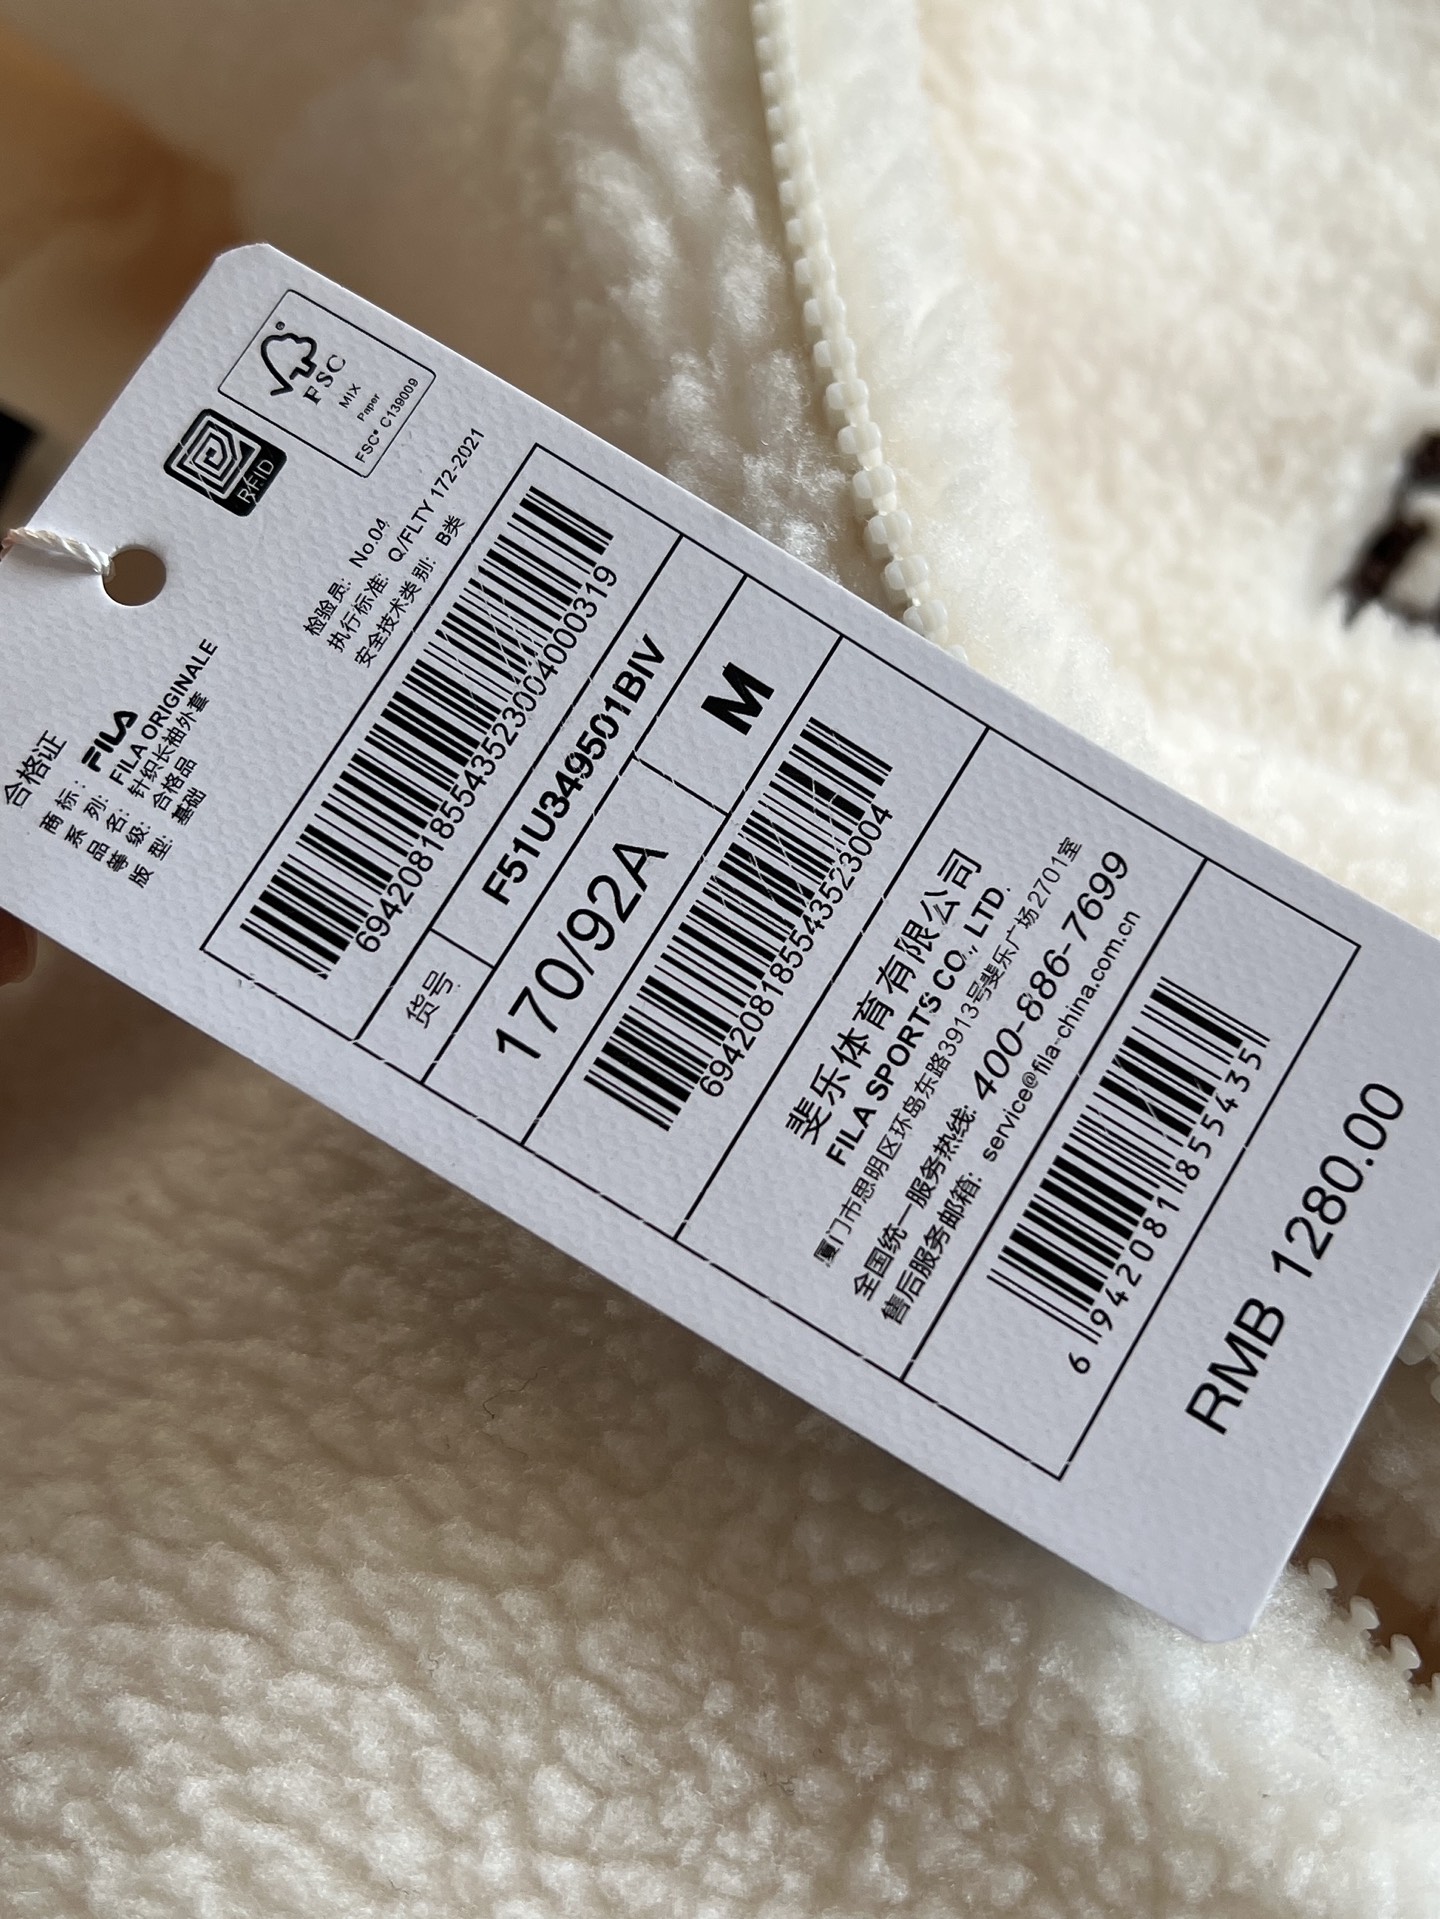 合格证
商标: FILA
系列: FILA ORIGINALE
品名: 针织长袖外套
等级: 合格品
版型: 基础
RFID
FSC
MIX
Paper
FSC® C139009
检验员: No.04
执行标准: Q/FLTY 172-2021
安全技术类别: B类
69420818554352300400​0319
货号 F51U349501BIV
170/92A M
69420818554​3523004
斐乐体育有限公司
FILA SPORTS CO., LTD.
厦门市思明区环岛东路3913号斐乐广场2701室
全国统一服务热线: 400-886-7699
售后服务邮箱: service@fila-china.com.cn
6 942081 855435
RMB 1280.00